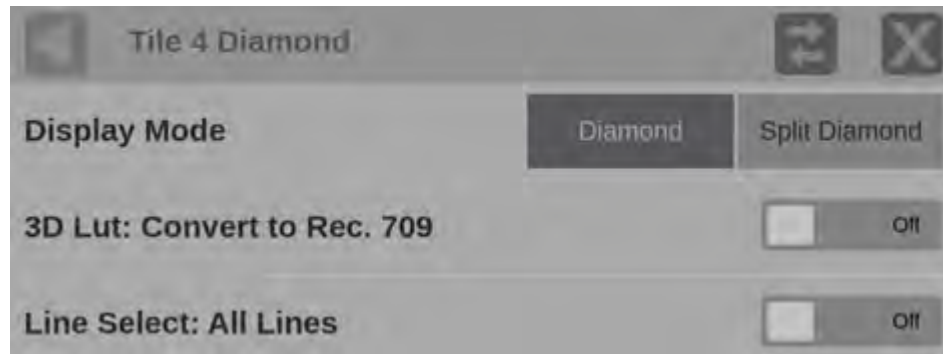 Tile 4 Diamond
Display Mode Diamond Split Diamond
3D Lut: Convert to Rec. 709 Off
Line Select: All Lines Off